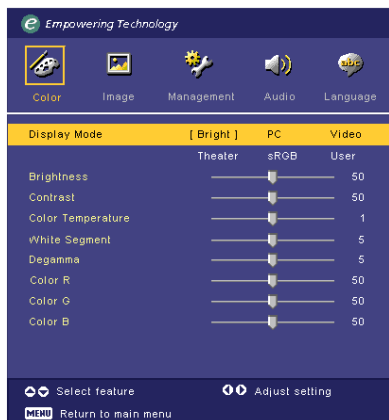 e Empowering Technology
Color Image Management Audio abc Language
Display Mode [ Bright ] PC Video
Theater sRGB User
Brightness 50
Contrast 50
Color Temperature 1
White Segment 5
Degamma 5
Color R 50
Color G 50
Color B 50
Select feature Adjust setting
MENU Return to main menu